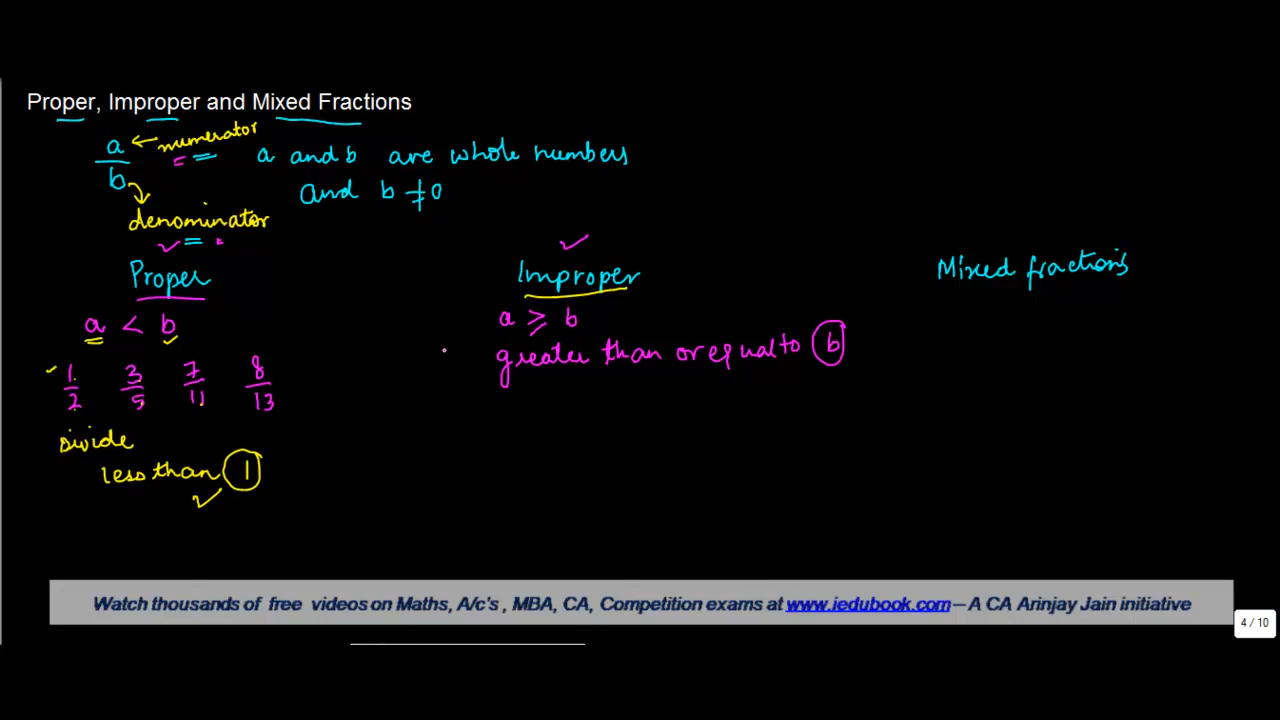 Proper, Improper and Mixed Fractions
a numerator
b
denominator
a and b are whole numbers
and b ≠ 0
Proper
a < b
1/2 3/5 7/11 8/13
Divide
less than 1
Improper
a ≥ b
greater than or equal to b
Mixed fractions
Watch thousands of free videos on Maths, A/c's , MBA, CA, Competition exams at www.iedubook.com – A CA Arinjay Jain initiative
4 / 10